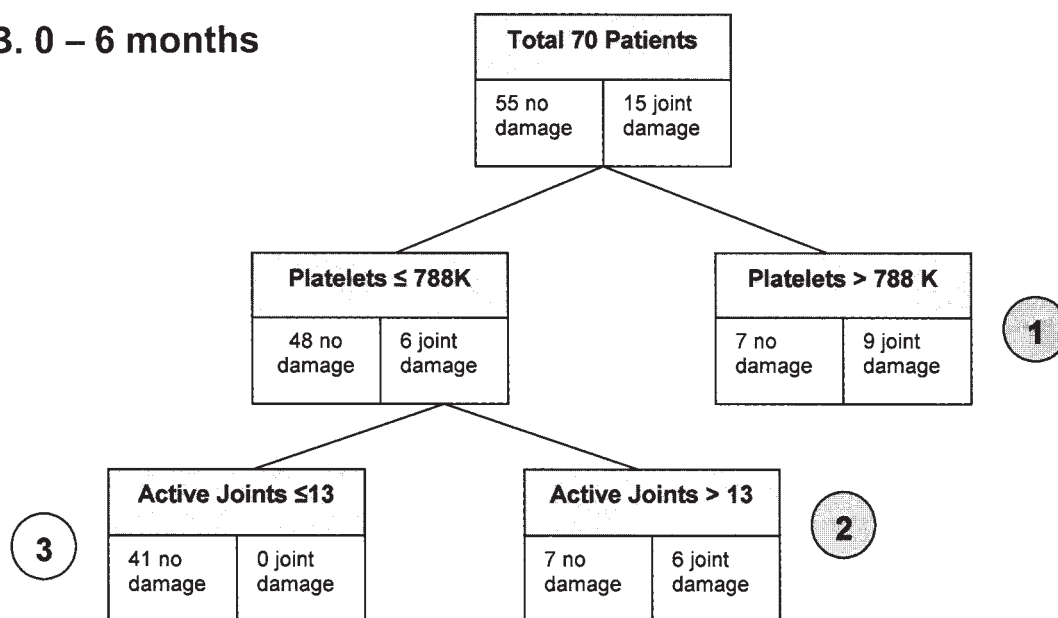 B. 0 – 6 months
Total 70 Patients
55 no
damage
15 joint
damage
Platelets ≤ 788K
48 no
damage
6 joint
damage
Platelets > 788 K
7 no
damage
9 joint
damage
1
Active Joints ≤13
41 no
damage
0 joint
damage
3
Active Joints > 13
7 no
damage
6 joint
damage
2